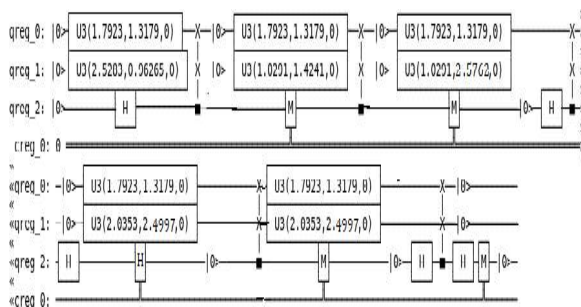 qreg_0: |0> U3(1.7923,1.3179,0) X |0> U3(1.7923,1.3179,0) X |0> U3(1.7923,1.3179,0) X
qreg_1: |0> U3(2.5203,0.96265,0) X |0> U3(1.0291,1.4241,0) X |0> U3(1.0291,2.5762,0) X
qreg_2: |0> H M M |0> H
creg_0: 0
«qreg_0: |0> U3(1.7923,1.3179,0) X U3(1.7923,1.3179,0) X |0>
«
«qreg_1: |0> U3(2.0353,2.4997,0) X U3(2.0353,2.4997,0) X |0>
«
«qreg_2: H H |0> M |0> H H M
«
«creg_0: